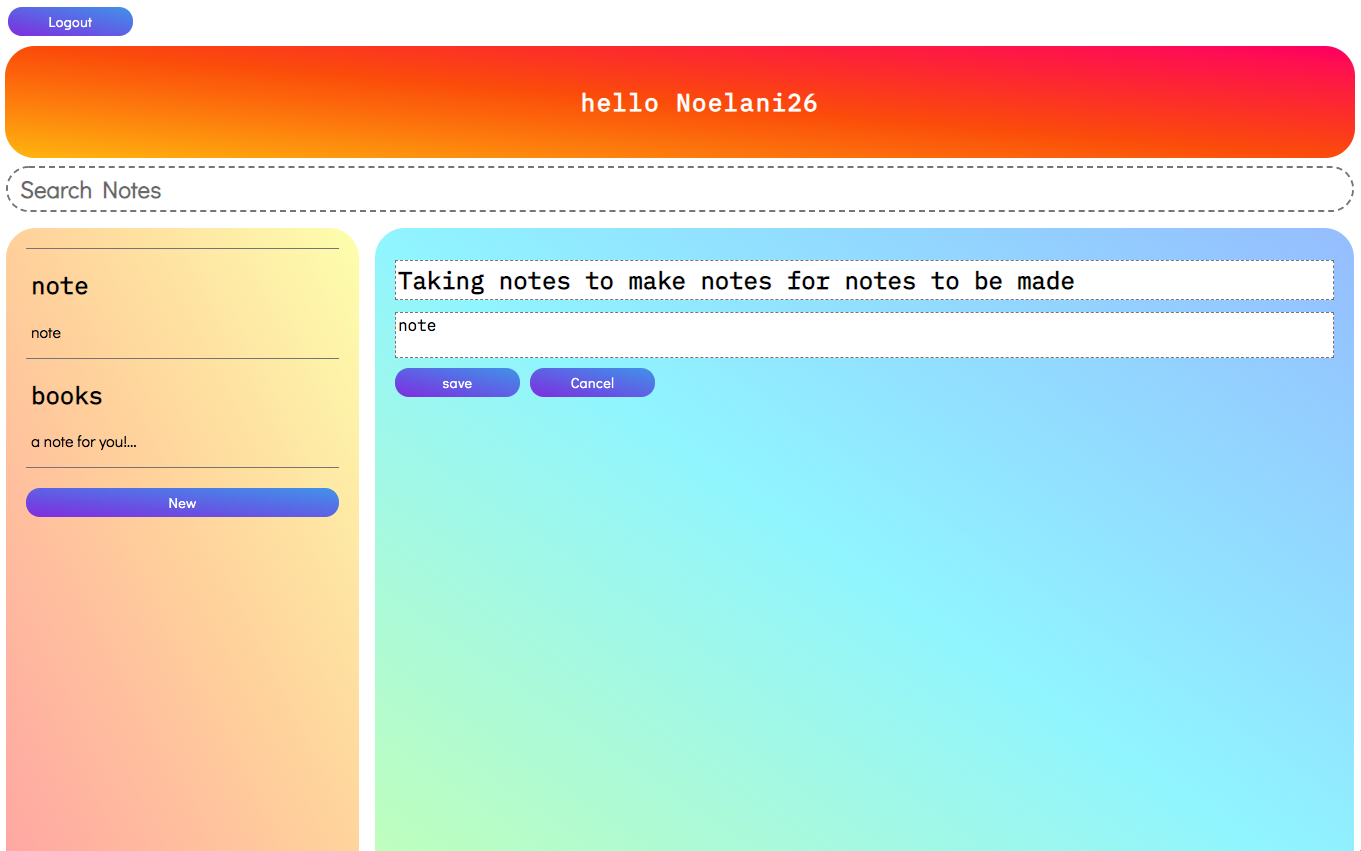 Logout
hello Noelani26
Search Notes
note
note
books
a note for you!...
New
Taking notes to make notes for notes to be made
note
save
Cancel